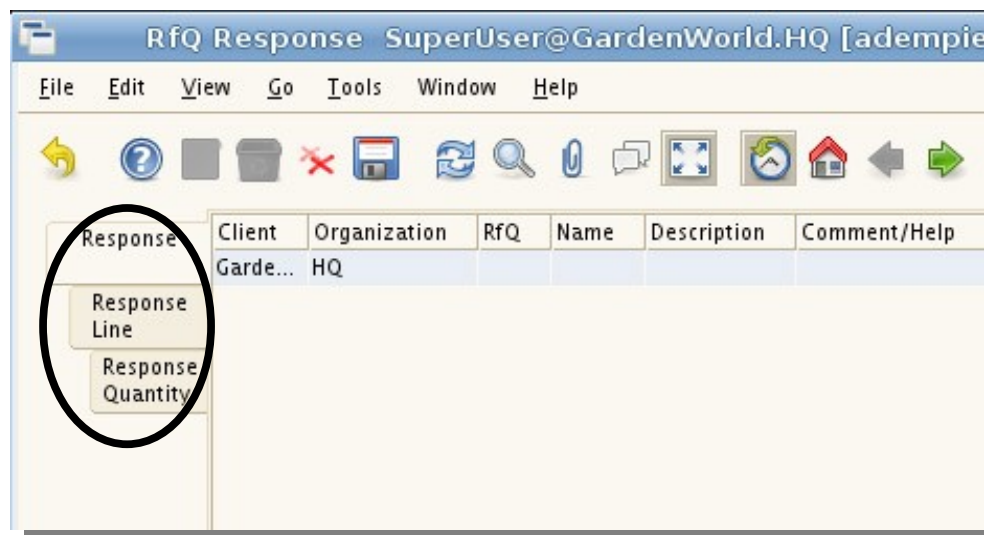 RfQ Response SuperUser@GardenWorld.HQ [adempie
File Edit View Go Tools Window Help
Response
Client Organization RfQ Name Description Comment/Help
Garde... HQ
Response
Line
Response
Quantity